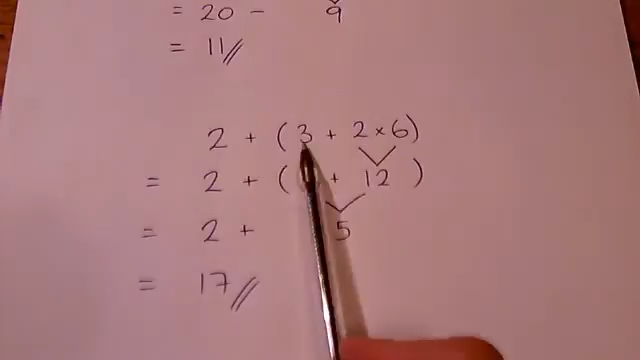 = 20 - 9
= 11//
2 + (3 + 2 × 6)
= 2 + ( + 12 )
= 2 + 5
= 17//